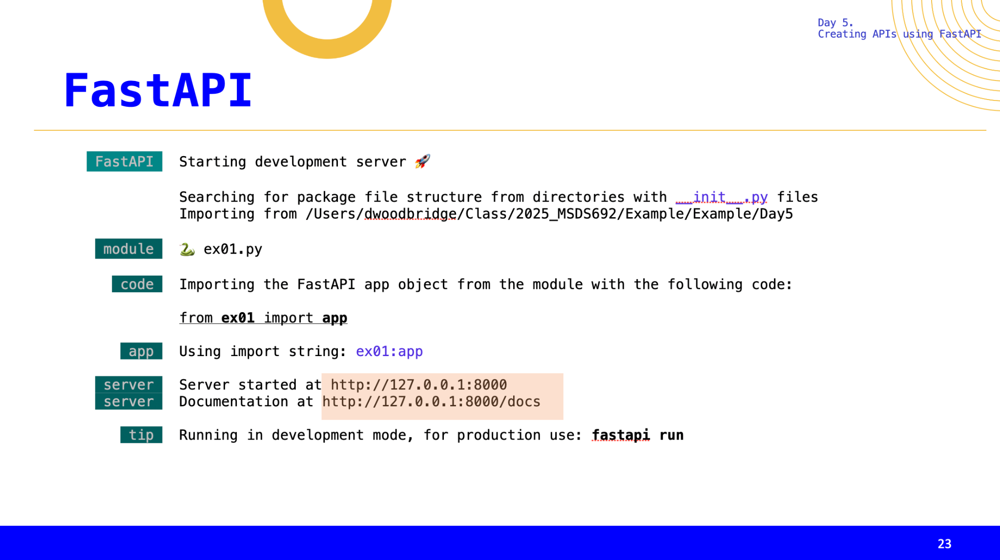 Day 5.
Creating APIs using FastAPI
FastAPI
FastAPI Starting development server 🚀
Searching for package file structure from directories with __init__.py files
Importing from /Users/dwoodbridge/Class/2025_MSDS692/Example/Example/Day5
module 🐍 ex01.py
code Importing the FastAPI app object from the module with the following code:
from ex01 import app
app Using import string: ex01:app
server Server started at http://127.0.0.1:8000
server Documentation at http://127.0.0.1:8000/docs
tip Running in development mode, for production use: fastapi run
23